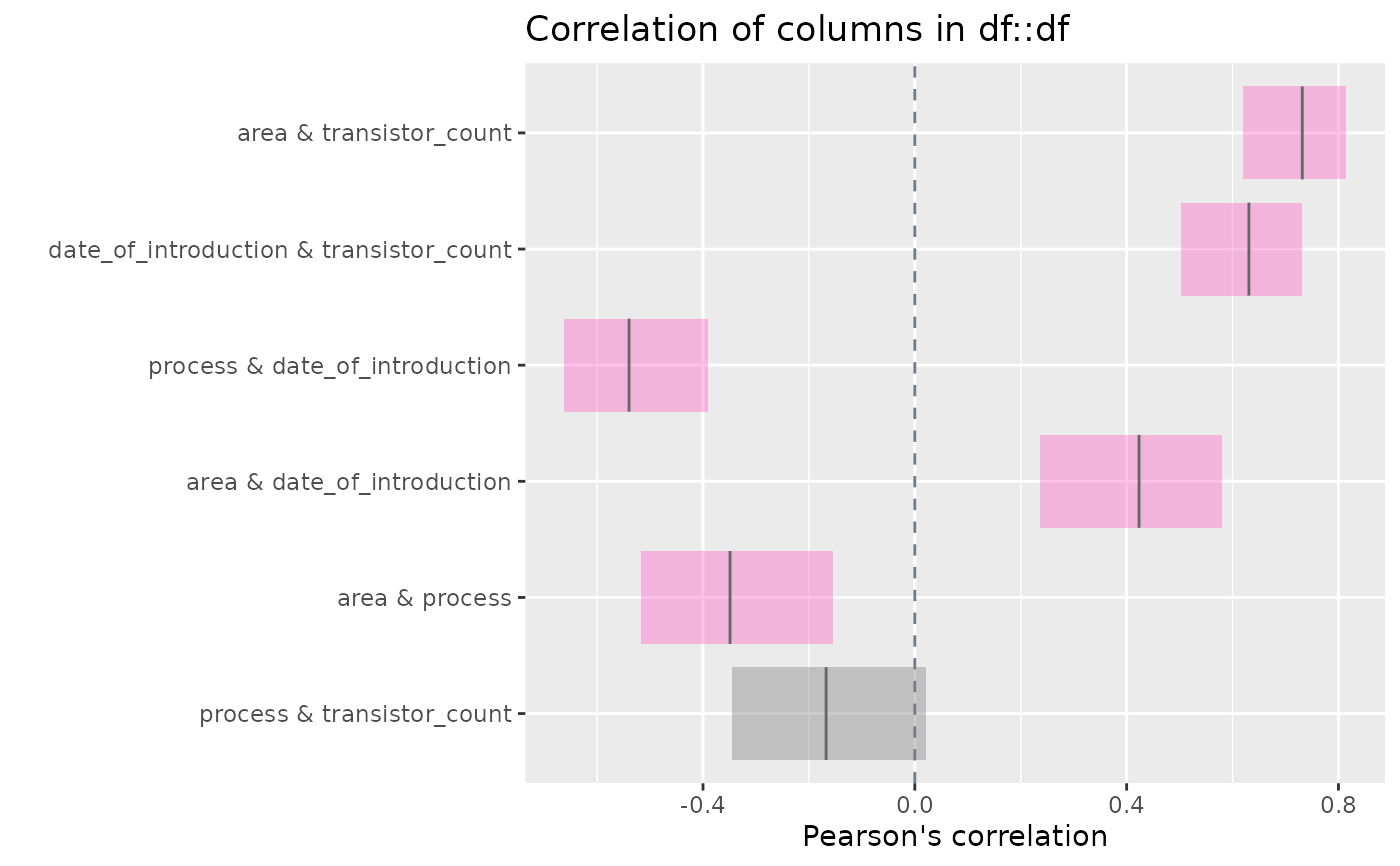 Correlation of columns in df::df
area & transistor_count
date_of_introduction & transistor_count
process & date_of_introduction
area & date_of_introduction
area & process
process & transistor_count
-0.4 0.0 0.4 0.8
Pearson's correlation